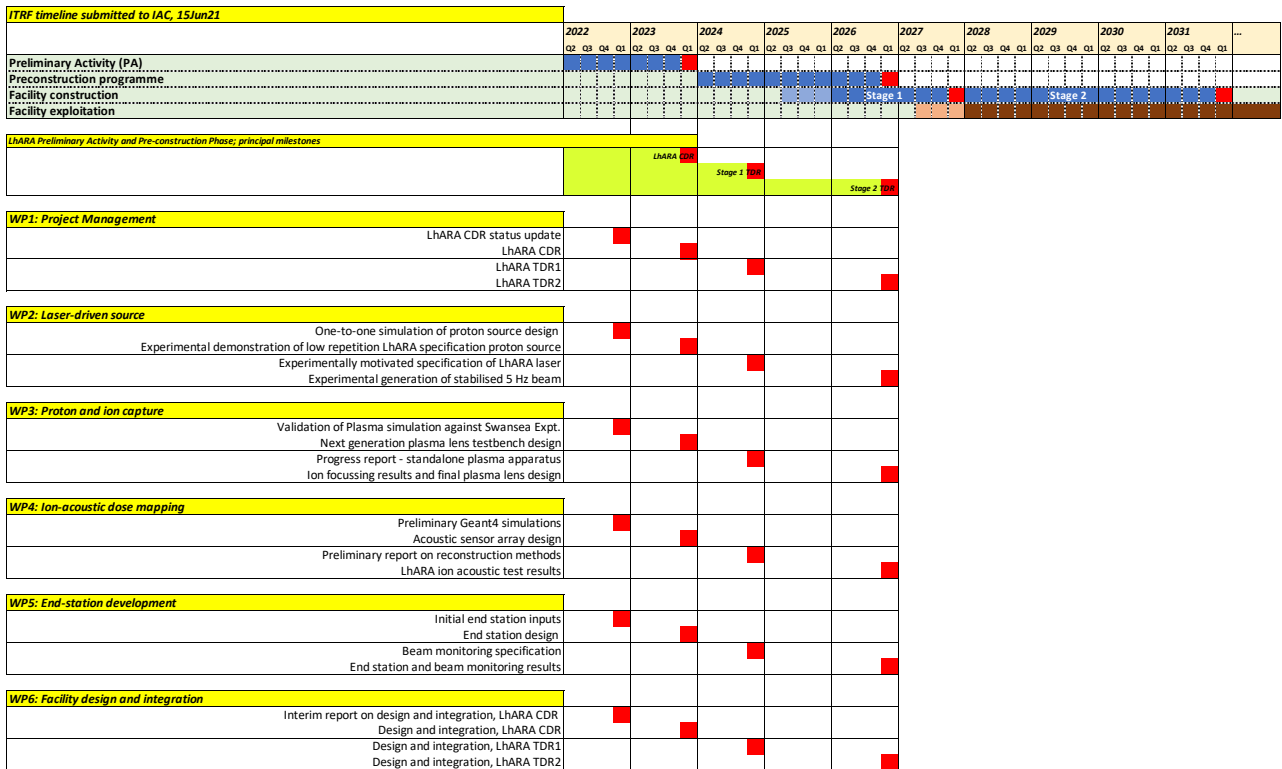 ITRF timeline submitted to IAC, 15Jun21
2022 2023 2024 2025 2026 2027 2028 2029 2030 2031 ...
Q2 Q3 Q4 Q1 Q2 Q3 Q4 Q1 Q2 Q3 Q4 Q1 Q2 Q3 Q4 Q1 Q2 Q3 Q4 Q1 Q2 Q3 Q4 Q1 Q2 Q3 Q4 Q1 Q2 Q3 Q4 Q1 Q2 Q3 Q4 Q1 Q2 Q3 Q4 Q1
Preliminary Activity (PA)
Preconstruction programme
Facility construction Stage 1 Stage 2
Facility exploitation
LhARA Preliminary Activity and Pre-construction Phase; principal milestones
LhARA CDR
Stage 1 TDR
Stage 2 TDR
WP1: Project Management
LhARA CDR status update
LhARA CDR
LhARA TDR1
LhARA TDR2
WP2: Laser-driven source
One-to-one simulation of proton source design
Experimental demonstration of low repetition LhARA specification proton source
Experimentally motivated specification of LhARA laser
Experimental generation of stabilised 5 Hz beam
WP3: Proton and ion capture
Validation of Plasma simulation against Swansea Expt.
Next generation plasma lens testbench design
Progress report - standalone plasma apparatus
Ion focussing results and final plasma lens design
WP4: Ion-acoustic dose mapping
Preliminary Geant4 simulations
Acoustic sensor array design
Preliminary report on reconstruction methods
LhARA ion acoustic test results
WP5: End-station development
Initial end station inputs
End station design
Beam monitoring specification
End station and beam monitoring results
WP6: Facility design and integration
Interim report on design and integration, LhARA CDR
Design and integration, LhARA CDR
Design and integration, LhARA TDR1
Design and integration, LhARA TDR2